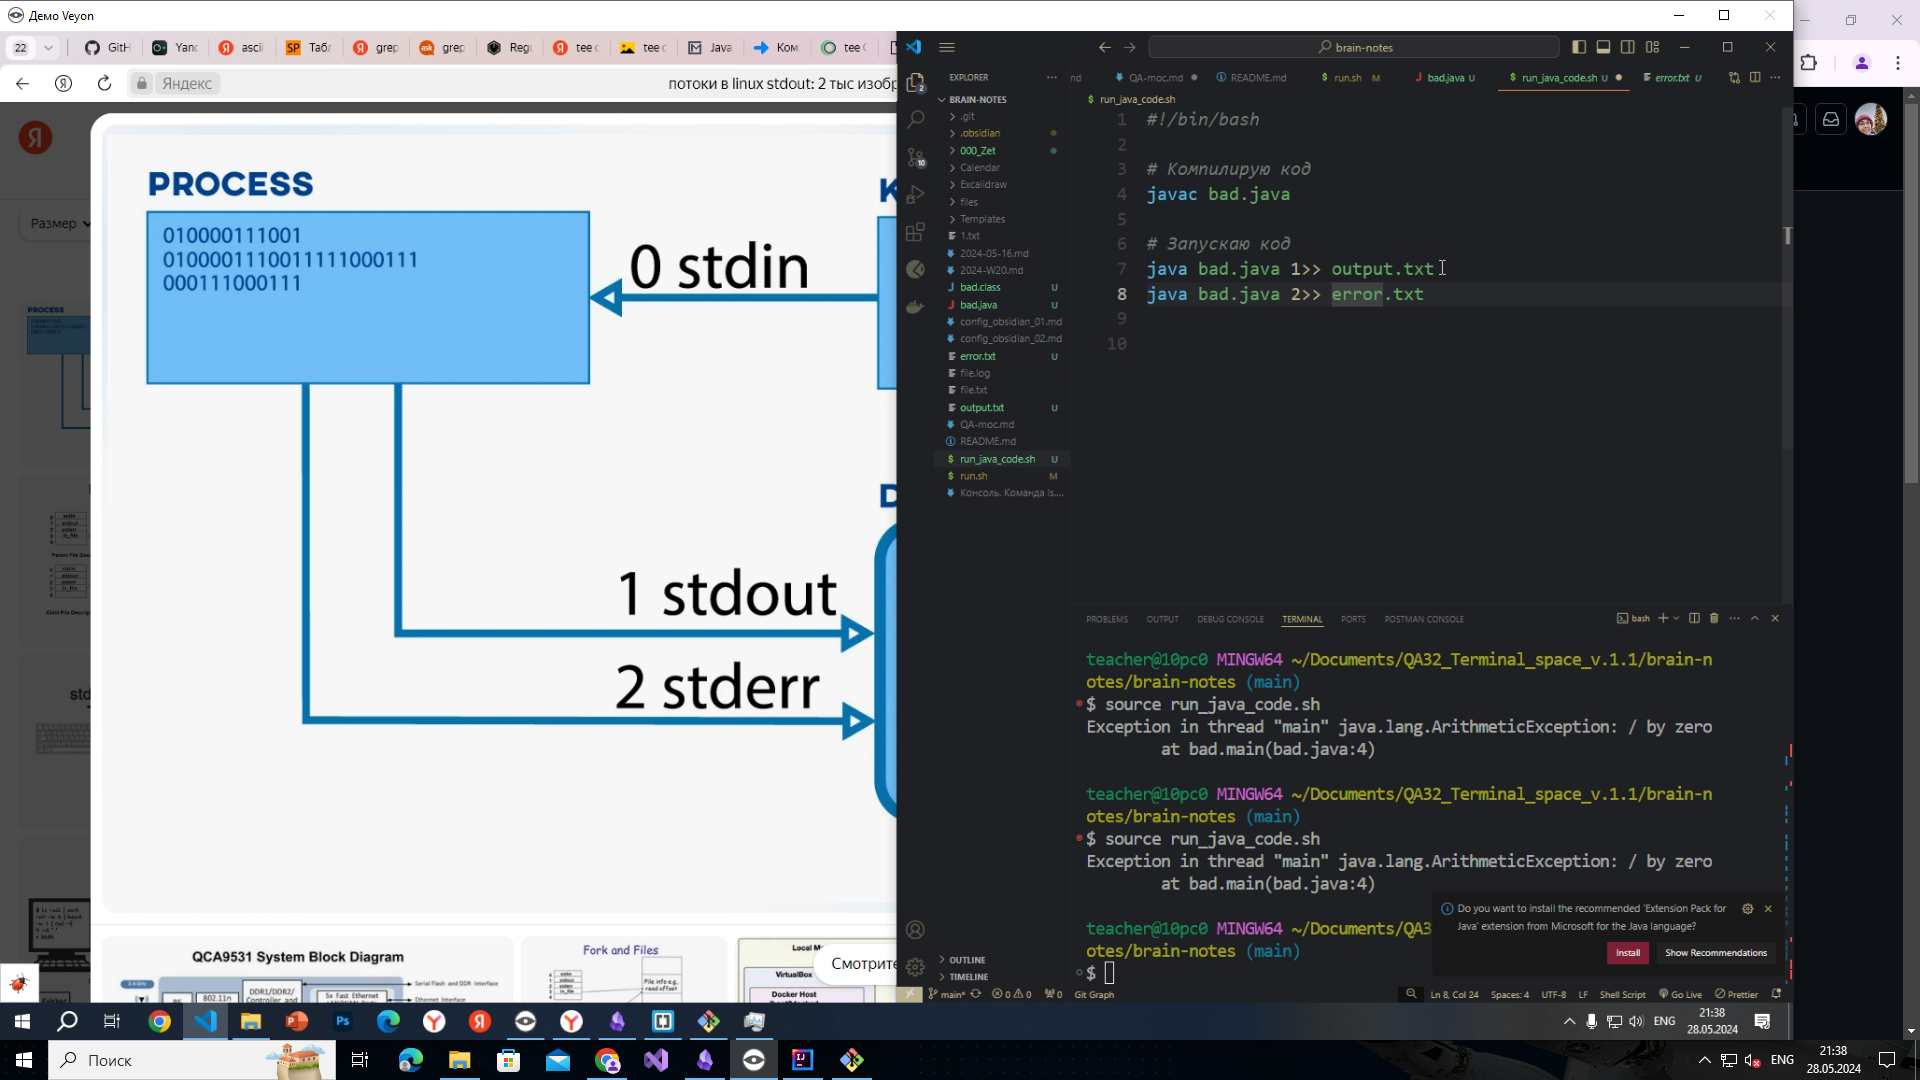 Демо Veyon
22
GitH
Yanc
ascii
Табл
grep
grep
Regu
tee c
tee c
Java
Ком
tee (
Яндекс
потоки в linux stdout: 2 тыс изобр
Размер
PROCESS
010000111001
01000011100111110001​11
000111000111
0 stdin
1 stdout
2 stderr
QCA9531 System Block Diagram
Fork and Files
VirtualBox
Docker Host
Смотрите
brain-notes
EXPLORER
BRAIN-NOTES
.git
.obsidian
000_Zet
Calendar
Excalidraw
files
Templates
1.txt
2024-05-16.md
2024-W20.md
bad.class U
bad.java U
config_obsidian_01.md
config_obsidian_02.md
error.txt U
file.log
file.txt
output.txt U
QA-moc.md
README.md
run_java_code.sh U
run.sh M
Консоль. Команда ls....
OUTLINE
TIMELINE
QA-moc.md
README.md
run.sh M
bad.java U
run_java_code.sh U
error.txt U
run_java_code.sh
1 #!/bin/bash
2
3 # Компилирую код
4 javac bad.java
5
6 # Запускаю код
7 java bad.java 1>> output.txt
8 java bad.java 2>> error.txt
9
10
PROBLEMS OUTPUT DEBUG CONSOLE TERMINAL PORTS POSTMAN CONSOLE
bash
teacher@10pc0 MINGW64 ~/Documents/QA32_Terminal_space_v.1.1/brain-n
otes/brain-notes (main)
$ source run_java_code.sh
Exception in thread "main" java.lang.ArithmeticException: / by zero
at bad.main(bad.java:4)
teacher@10pc0 MINGW64 ~/Documents/QA32_Terminal_space_v.1.1/brain-n
otes/brain-notes (main)
$ source run_java_code.sh
Exception in thread "main" java.lang.ArithmeticException: / by zero
at bad.main(bad.java:4)
teacher@10pc0 MINGW64 ~/Documents/QA3
otes/brain-notes (main)
$
Do you want to install the recommended 'Extension Pack for
Java' extension from Microsoft for the Java language?
Install
Show Recommendations
main* 0 0 0 Git Graph
Ln 8, Col 24 Spaces: 4 UTF-8 LF Shell Script Go Live Prettier
ENG
21:38
28.05.2024
Поиск
ENG
21:38
28.05.2024